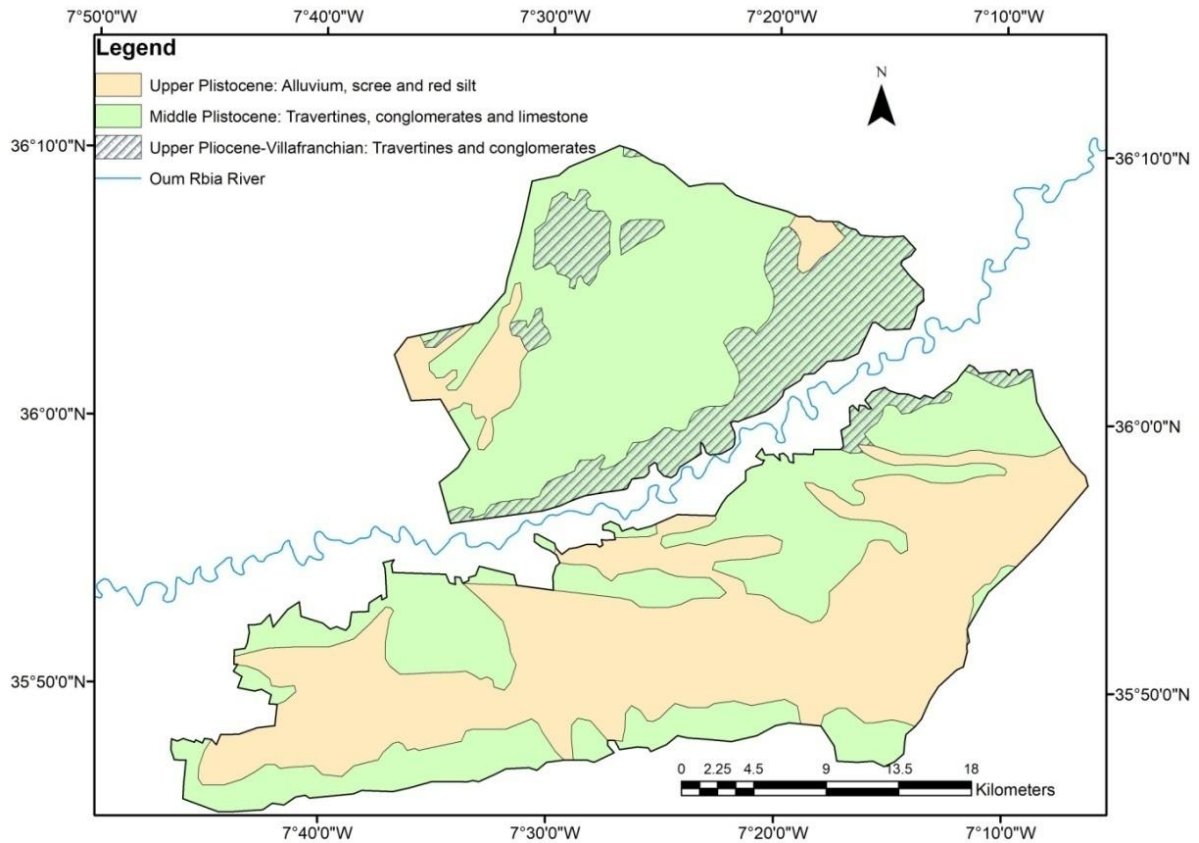 7°50'0"W 7°40'0"W 7°30'0"W 7°20'0"W 7°10'0"W
Legend
Upper Plistocene: Alluvium, scree and red silt
Middle Plistocene: Travertines, conglomerates and limestone
Upper Pliocene-Villafranchian: Travertines and conglomerates
Oum Rbia River
N
36°10'0"N 36°10'0"N
36°0'0"N 36°0'0"N
35°50'0"N 35°50'0"N
0 2.25 4.5 9 13.5 18
Kilometers
7°40'0"W 7°30'0"W 7°20'0"W 7°10'0"W